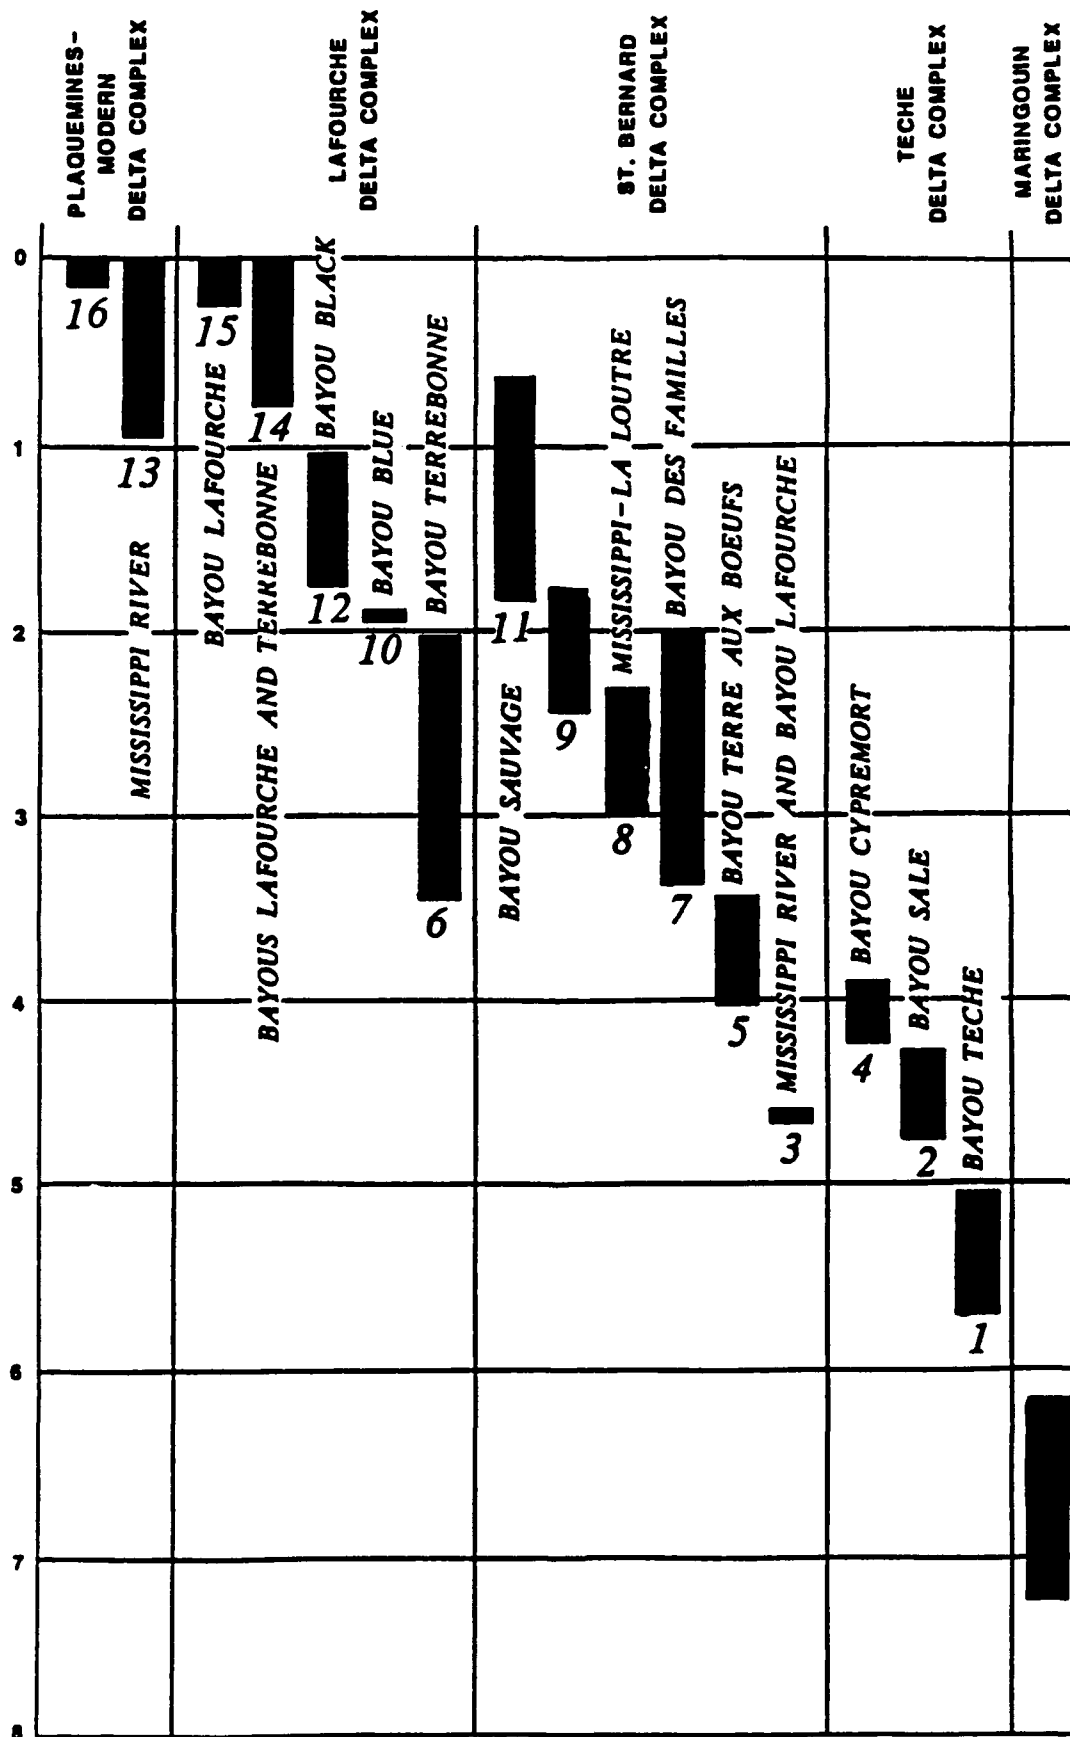 PLAQUEMINES-
MODERN
DELTA COMPLEX
LAFOURCHE
DELTA COMPLEX
ST. BERNARD
DELTA COMPLEX
TECHE
DELTA COMPLEX
MARINGOUIN
DELTA COMPLEX
0
1
2
3
4
5
6
7
8
16
13
MISSISSIPPI RIVER
15
BAYOU LAFOURCHE
14
BAYOUS LAFOURCHE AND TERREBONNE
BAYOU BLACK
12
BAYOU BLUE
10
BAYOU TERREBONNE
6
11
BAYOU SAUVAGE
9
MISSISSIPPI-LA LOUTRE
8
BAYOU DES FAMILLES
7
BAYOU TERRE AUX BOEUFS
5
MISSISSIPPI RIVER AND BAYOU LAFOURCHE
3
BAYOU CYPREMORT
4
BAYOU SALE
2
BAYOU TECHE
1